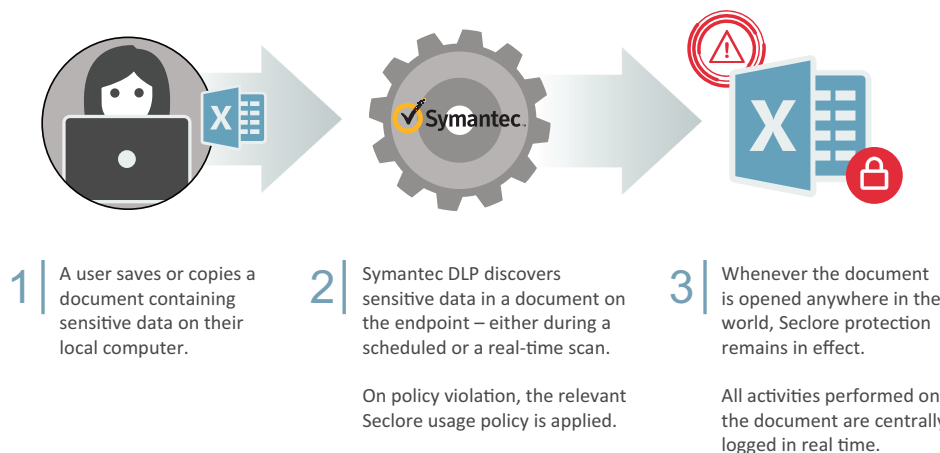 X
Symantec
X
1
A user saves or copies a
document containing
sensitive data on their
local computer.
2
Symantec DLP discovers
sensitive data in a document on
the endpoint – either during a
scheduled or a real-time scan.
On policy violation, the relevant
Seclore usage policy is applied.
3
Whenever the document
is opened anywhere in the
world, Seclore protection
remains in effect.
All activities performed on
the document are centrally
logged in real time.